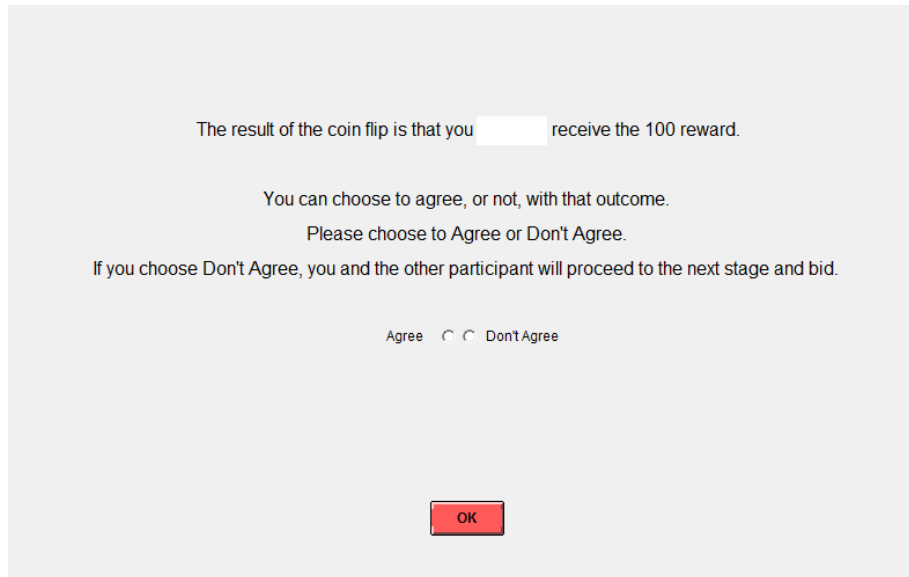 The result of the coin flip is that you receive the 100 reward.
You can choose to agree, or not, with that outcome.
Please choose to Agree or Don't Agree.
If you choose Don't Agree, you and the other participant will proceed to the next stage and bid.
Agree Don't Agree
OK